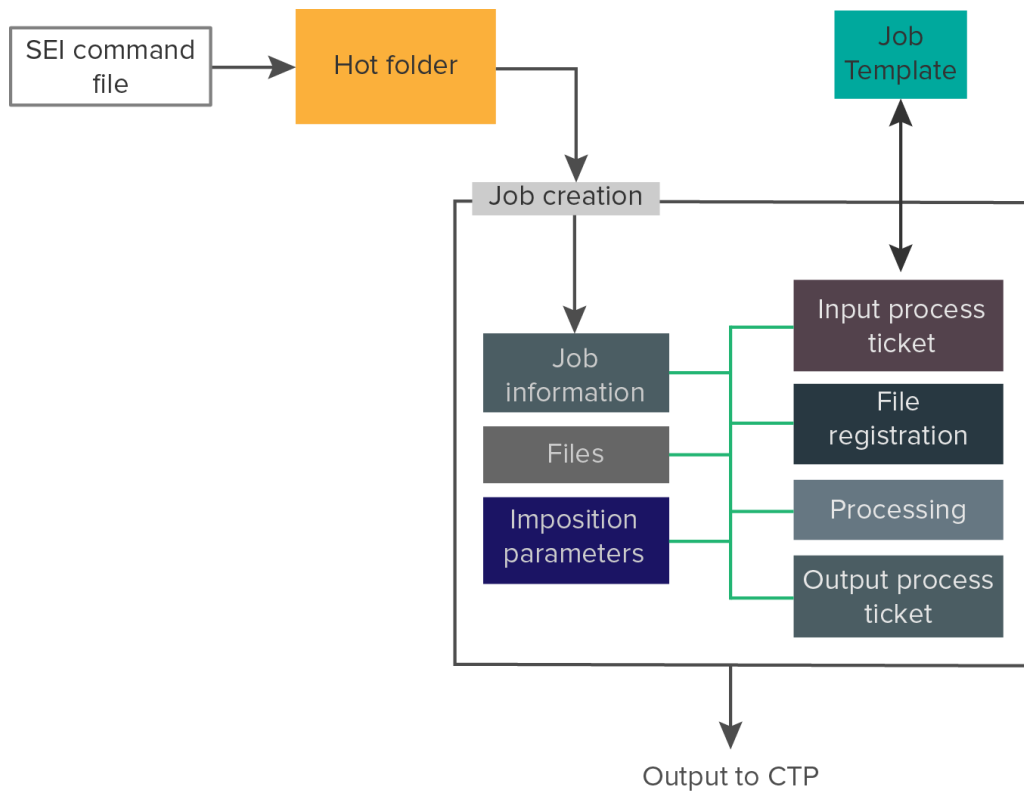 SEI command
file
Hot folder
Job
Template
Job creation
Job
information
Files
Imposition
parameters
Input process
ticket
File
registration
Processing
Output process
ticket
Output to CTP